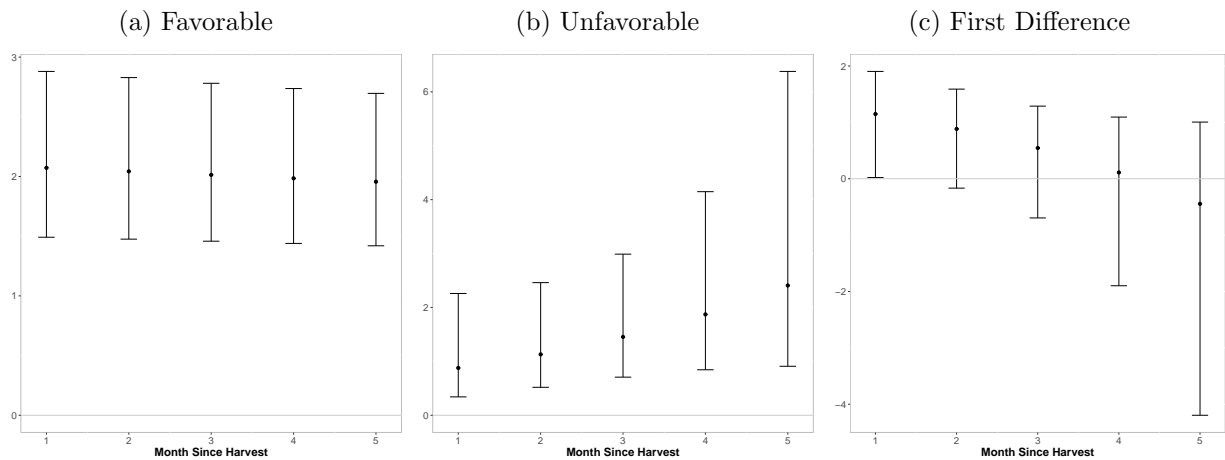 (a) Favorable
(b) Unfavorable
(c) First Difference
3
2
1
0
1 2 3 4 5
Month Since Harvest
6
4
2
0
1 2 3 4 5
Month Since Harvest
2
0
−2
−4
1 2 3 4 5
Month Since Harvest